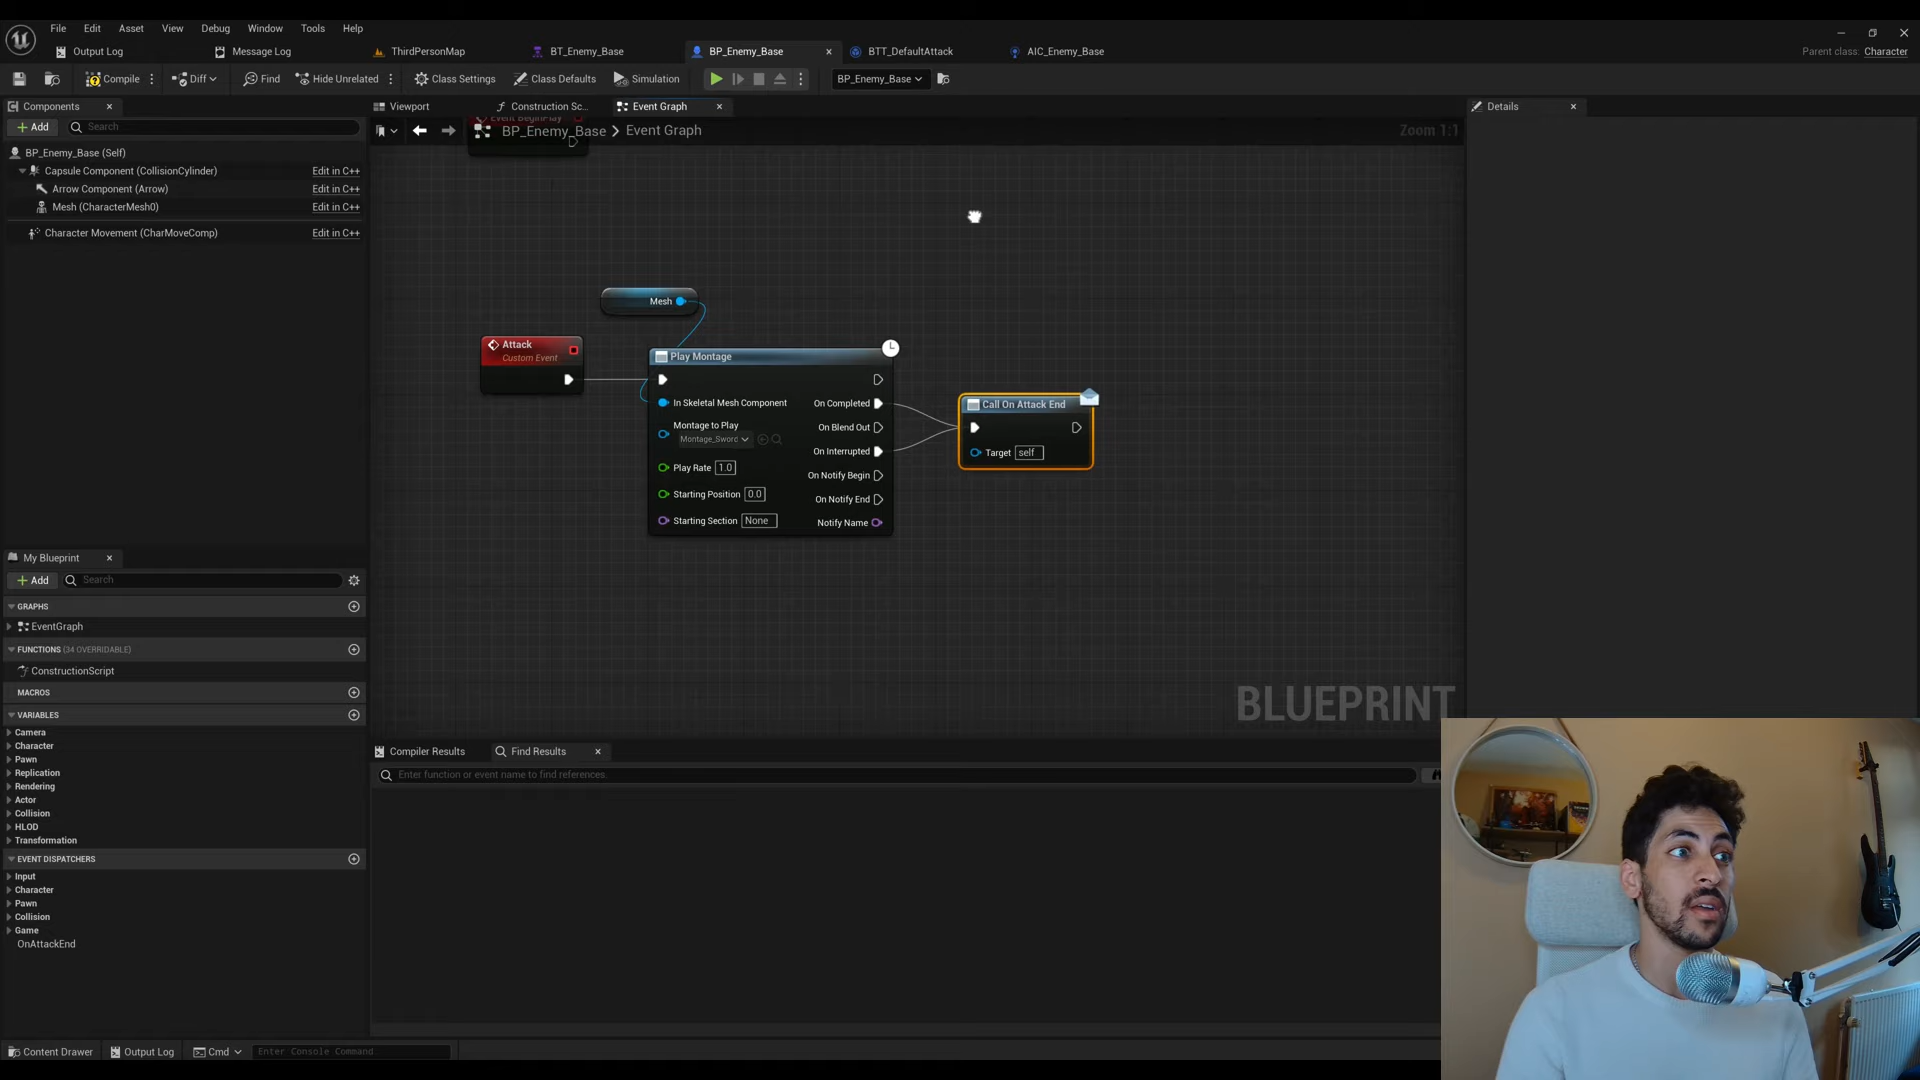 File Edit Asset View Debug Window Tools Help
Output Log Message Log ThirdPersonMap BT_Enemy_Base BP_Enemy_Base BTT_DefaultAttack AIC_Enemy_Base Parent class: Character
Compile Diff Find Hide Unrelated Class Settings Class Defaults Simulation BP_Enemy_Base
Components
Viewport Construction Sc... Event Graph
Details
Add Search
Event BeginPlay
BP_Enemy_Base > Event Graph
Zoom 1:1
BP_Enemy_Base (Self)
Capsule Component (CollisionCylinder) Edit in C++
Arrow Component (Arrow) Edit in C++
Mesh (CharacterMesh0) Edit in C++
Character Movement (CharMoveComp) Edit in C++
Mesh
Attack
Custom Event
Play Montage
In Skeletal Mesh Component On Completed
Montage to Play On Blend Out
Montage_Sword
On Interrupted
Play Rate 1.0
On Notify Begin
Starting Position 0.0 On Notify End
Starting Section None Notify Name
Call On Attack End
Target self
BLUEPRINT
My Blueprint
Add Search
GRAPHS
EventGraph
FUNCTIONS (34 OVERRIDABLE)
ConstructionScript
MACROS
VARIABLES
Camera
Character
Pawn
Replication
Rendering
Actor
Collision
HLOD
Transformation
EVENT DISPATCHERS
Input
Character
Pawn
Collision
Game
OnAttackEnd
Compiler Results Find Results
Enter function or event name to find references.
Content Drawer Output Log Cmd Enter Console Command